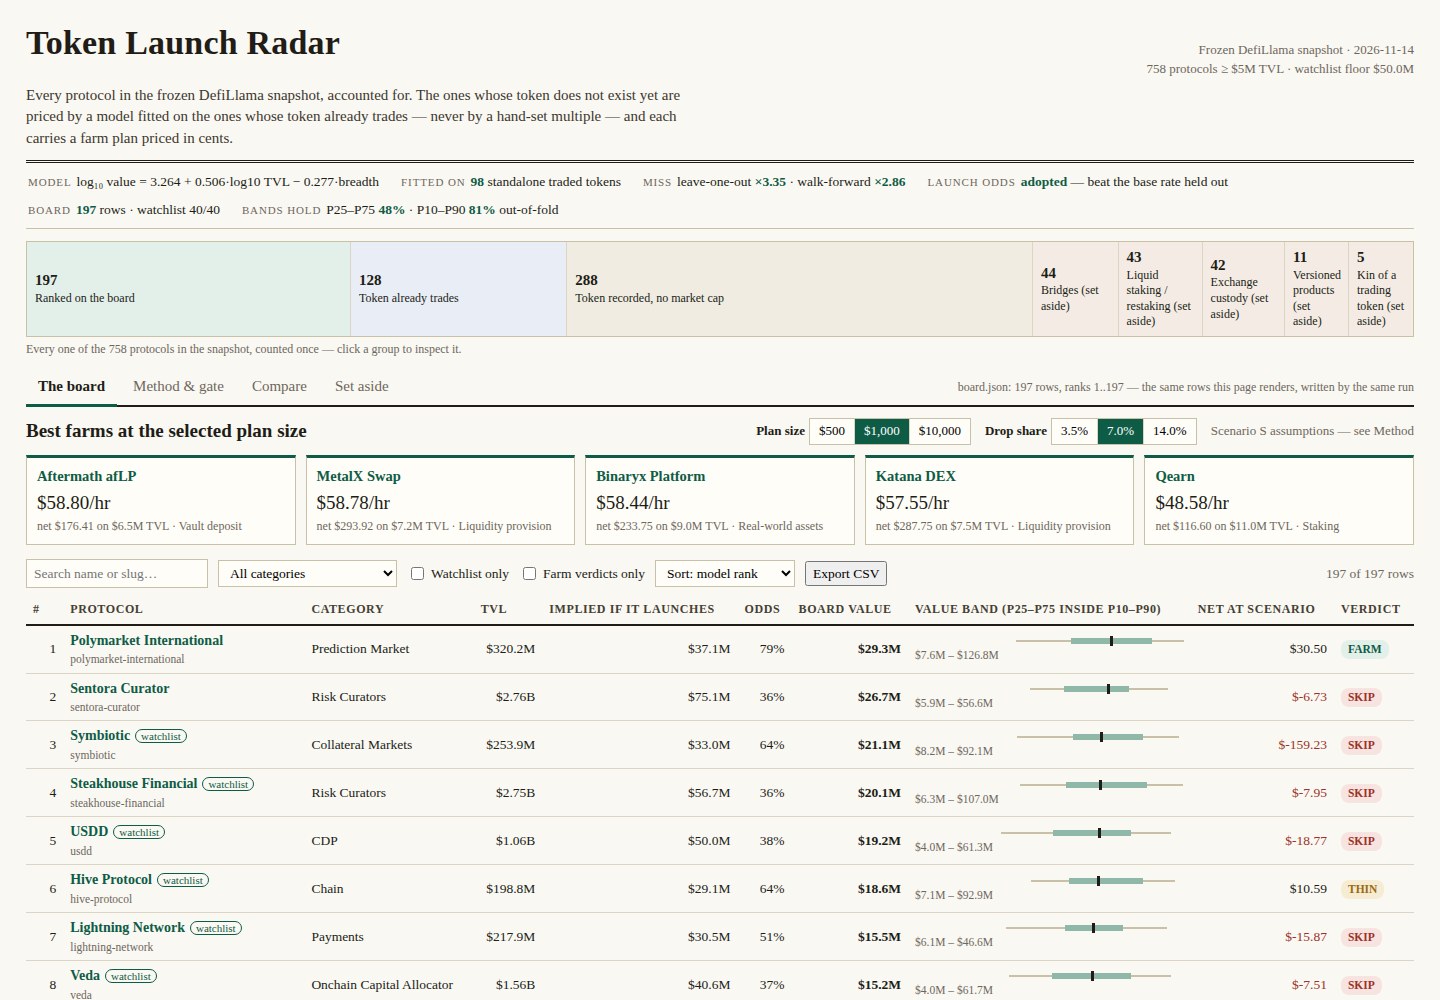 Token Launch Radar
Frozen DefiLlama snapshot · 2026-11-14
758 protocols ≥ $5M TVL · watchlist floor $50.0M
Every protocol in the frozen DefiLlama snapshot, accounted for. The ones whose token does not exist yet are
priced by a model fitted on the ones whose token already trades — never by a hand-set multiple — and each
carries a farm plan priced in cents.
MODEL log₁₀ value = 3.264 + 0.506·log10 TVL − 0.277·breadth FITTED ON 98 standalone traded tokens MISS leave-one-out ×3.35 · walk-forward ×2.86 LAUNCH ODDS adopted — beat the base rate held out
BOARD 197 rows · watchlist 40/40 BANDS HOLD P25–P75 48% · P10–P90 81% out-of-fold
197
Ranked on the board
128
Token already trades
288
Token recorded, no market cap
44
Bridges (set
aside)
43
Liquid
staking /
restaking (set
aside)
42
Exchange
custody (set
aside)
11
Versioned
products
(set
aside)
5
Kin of a
trading
token (set
aside)
Every one of the 758 protocols in the snapshot, counted once — click a group to inspect it.
The board Method & gate Compare Set aside
board.json: 197 rows, ranks 1..197 — the same rows this page renders, written by the same run
Best farms at the selected plan size
Plan size $500 $1,000 $10,000 Drop share 3.5% 7.0% 14.0% Scenario S assumptions — see Method
Aftermath afLP
$58.80/hr
net $176.41 on $6.5M TVL · Vault deposit
MetalX Swap
$58.78/hr
net $293.92 on $7.2M TVL · Liquidity provision
Binaryx Platform
$58.44/hr
net $233.75 on $9.0M TVL · Real-world assets
Katana DEX
$57.55/hr
net $287.75 on $7.5M TVL · Liquidity provision
Qearn
$48.58/hr
net $116.60 on $11.0M TVL · Staking
Search name or slug… All categories Watchlist only Farm verdicts only Sort: model rank Export CSV 197 of 197 rows
# PROTOCOL CATEGORY TVL IMPLIED IF IT LAUNCHES ODDS BOARD VALUE VALUE BAND (P25–P75 INSIDE P10–P90) NET AT SCENARIO VERDICT
1 Polymarket International Prediction Market $320.2M $37.1M 79% $29.3M $30.50 FARM
polymarket-international $7.6M – $126.8M
2 Sentora Curator Risk Curators $2.76B $75.1M 36% $26.7M $-6.73 SKIP
sentora-curator $5.9M – $56.6M
3 Symbiotic watchlist Collateral Markets $253.9M $33.0M 64% $21.1M $-159.23 SKIP
symbiotic $8.2M – $92.1M
4 Steakhouse Financial watchlist Risk Curators $2.75B $56.7M 36% $20.1M $-7.95 SKIP
steakhouse-financial $6.3M – $107.0M
5 USDD watchlist CDP $1.06B $50.0M 38% $19.2M $-18.77 SKIP
usdd $4.0M – $61.3M
6 Hive Protocol watchlist Chain $198.8M $29.1M 64% $18.6M $10.59 THIN
hive-protocol $7.1M – $92.9M
7 Lightning Network watchlist Payments $217.9M $30.5M 51% $15.5M $-15.87 SKIP
lightning-network $6.1M – $46.6M
8 Veda watchlist Onchain Capital Allocator $1.56B $40.6M 37% $15.2M $-7.51 SKIP
veda $4.0M – $61.7M